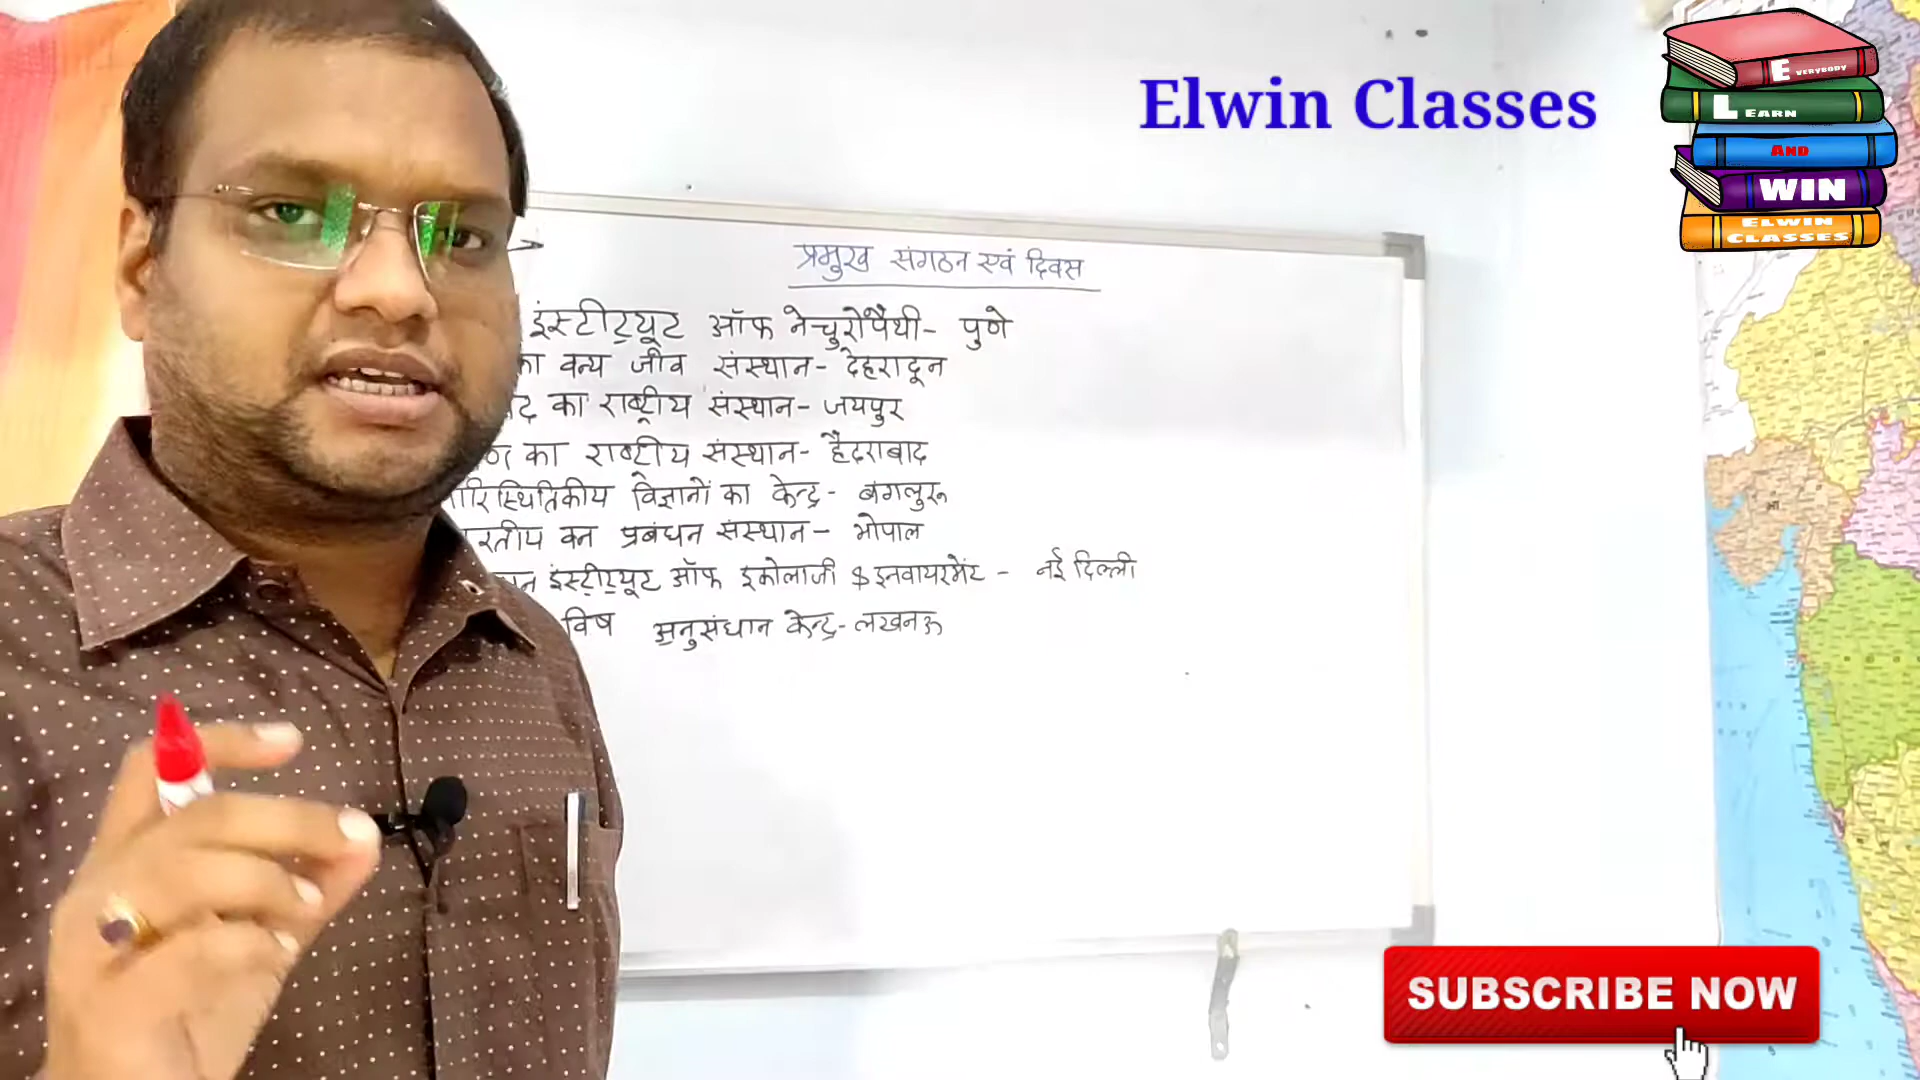 Elwin Classes
EVERYBODY
LEARN
AND
WIN
ELWIN
CLASSES
प्रमुख संगठन एवं दिवस
इंस्टीट्यूट ऑफ नेचुरोपैथी- पुणे
का वन्य जीव संस्थान- देहरादून
का राष्ट्रीय संस्थान- जयपुर
का राष्ट्रीय संस्थान- हैदराबाद
विज्ञानों का केन्द्र- बंगलुरू
वन प्रबंधन संस्थान- भोपाल
इंस्टीट्यूट ऑफ इकोलाजी & इनवायरमेंट - नई दिल्ली
विष अनुसंधान केन्द्र- लखनऊ
SUBSCRIBE NOW